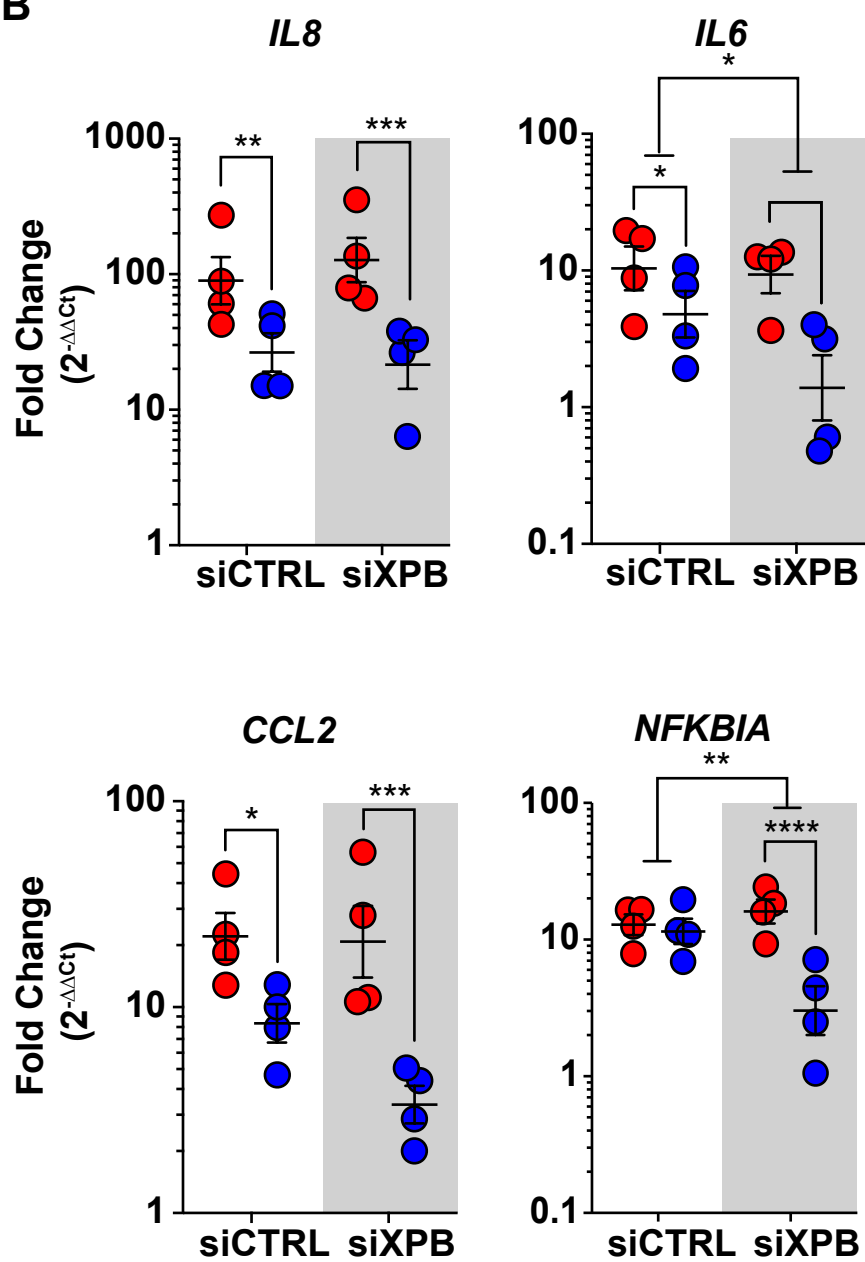 B
IL8
IL6
*
**
***
*
1000
100
10
1
100
10
1
0.1
Fold Change
(2-ΔΔCt)
siCTRL siXPB
siCTRL siXPB
CCL2
NFKBIA
**
*
***
****
100
10
1
100
10
1
0.1
Fold Change
(2-ΔΔCt)
siCTRL siXPB
siCTRL siXPB